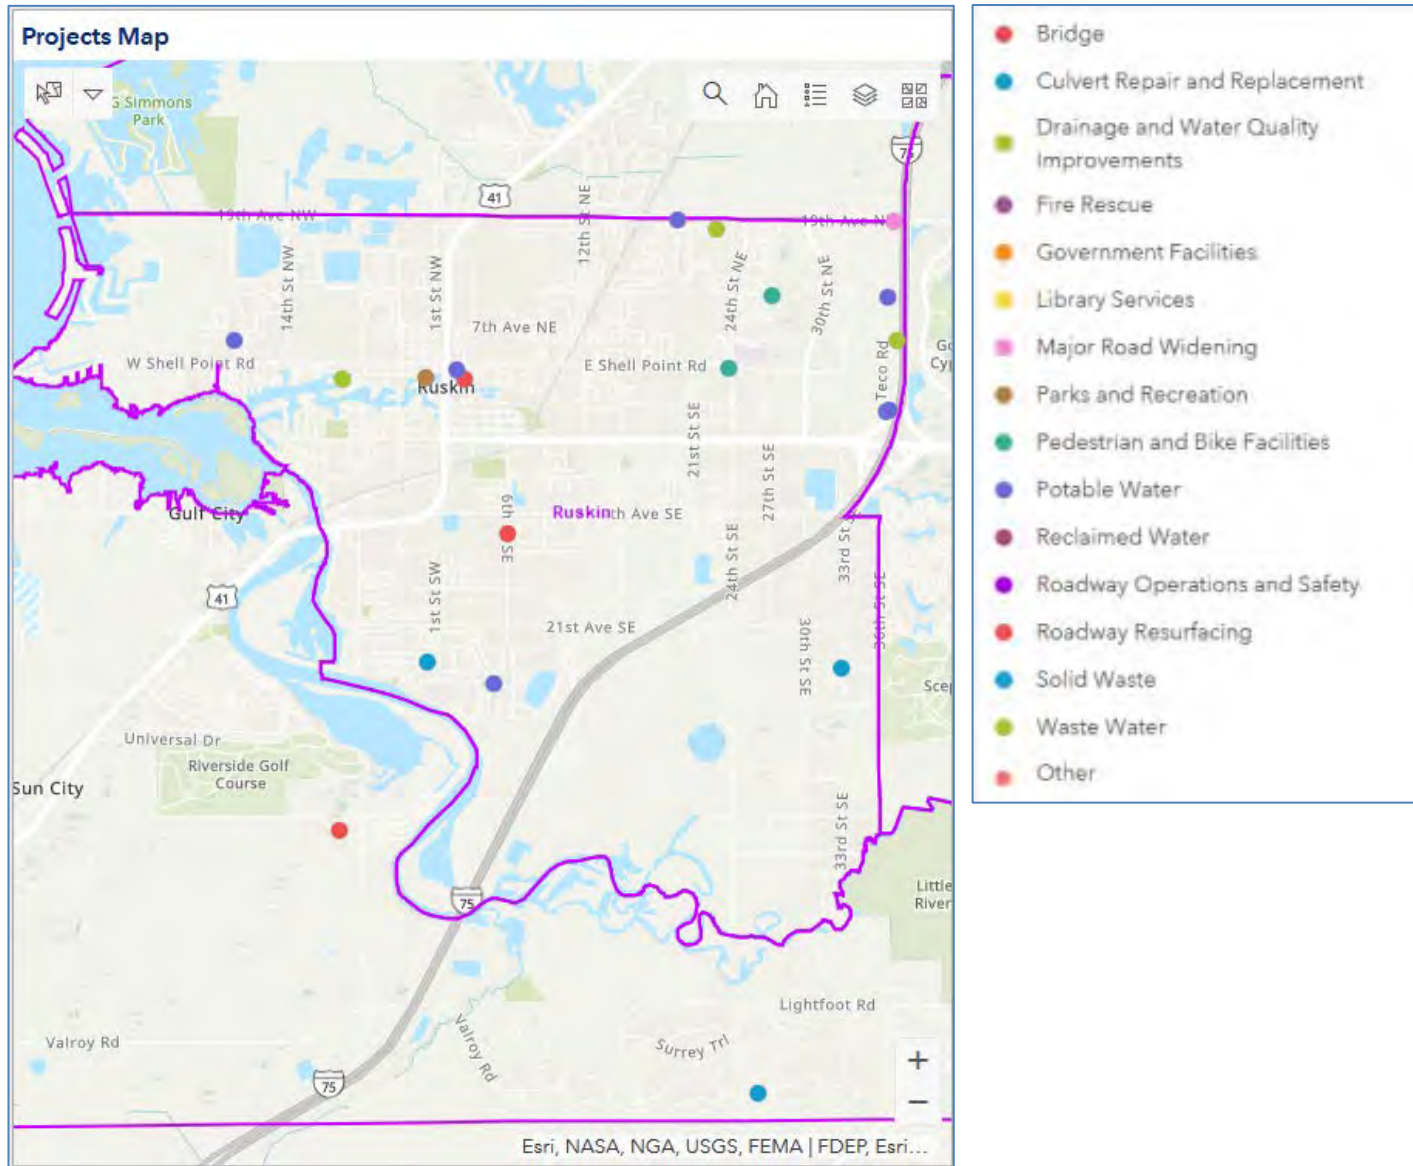 Projects Map
G Simmons
Park
75
41
19th Ave NW
12th St NE
19th Ave N
14th St NW
1st St NW
24th St NE
30th St NE
7th Ave NE
W Shell Point Rd
E Shell Point Rd
Teco Rd
Go
Cyp
Ruskin
21st St SE
27th St SE
Gulf City
6th
SE
Ruskin
th Ave SE
33rd St S
24th St SE
36th St SE
41
1st St SW
21st Ave SE
30th St SE
Scep
Universal Dr
Riverside Golf
Course
Sun City
33rd St SE
75
Little
River
Lightfoot Rd
Valroy Rd
Valroy Rd
Surrey Trl
75
+
−
Esri, NASA, NGA, USGS, FEMA | FDEP, Esri...
Bridge
Culvert Repair and Replacement
Drainage and Water Quality
Improvements
Fire Rescue
Government Facilities
Library Services
Major Road Widening
Parks and Recreation
Pedestrian and Bike Facilities
Potable Water
Reclaimed Water
Roadway Operations and Safety
Roadway Resurfacing
Solid Waste
Waste Water
Other